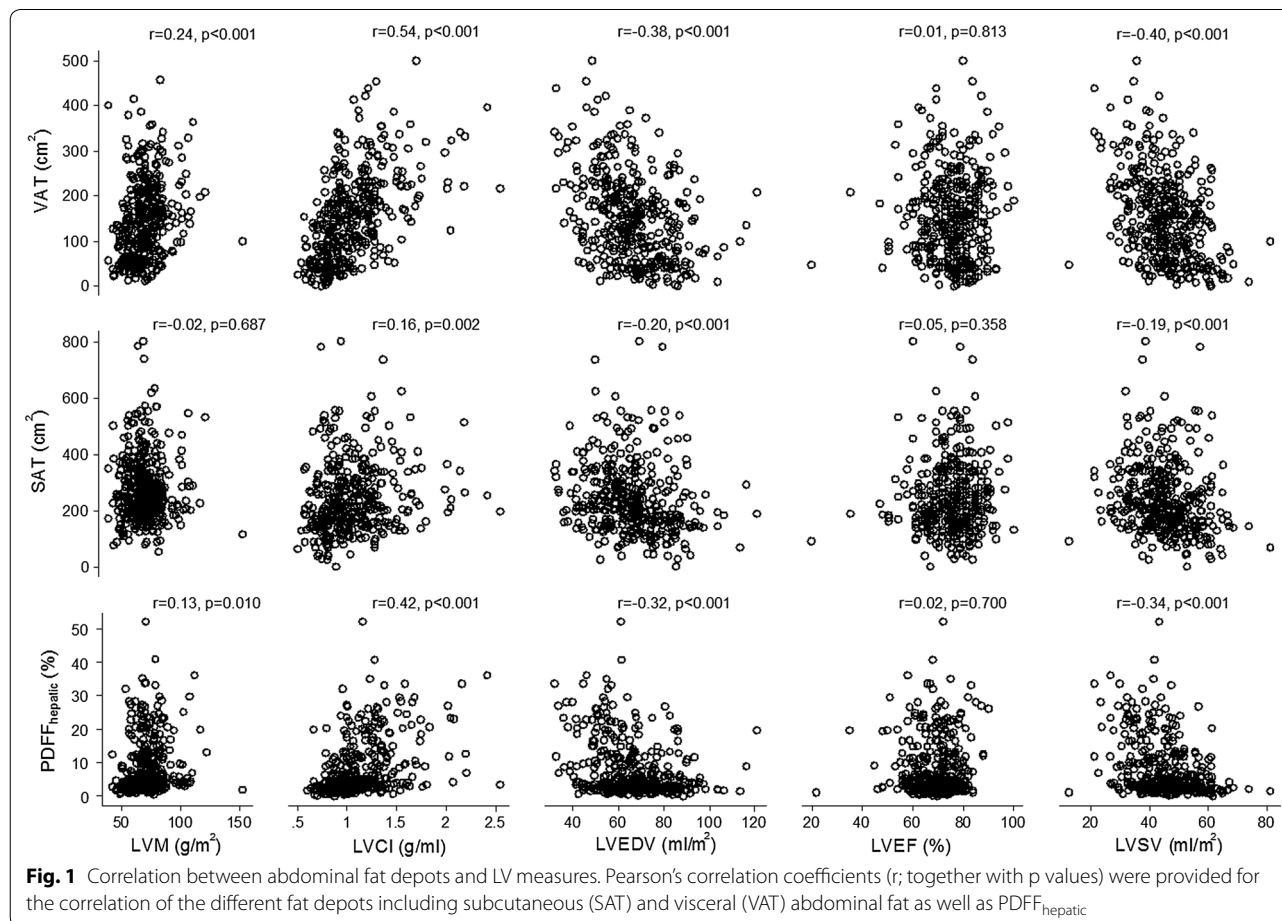 r=0.24, p<0.001 r=0.54, p<0.001 r=-0.38, p<0.001 r=0.01, p=0.813 r=-0.40, p<0.001
VAT (cm²)
500
400
300
200
100
0
r=-0.02, p=0.687 r=0.16, p=0.002 r=-0.20, p<0.001 r=0.05, p=0.358 r=-0.19, p<0.001
SAT (cm²)
800
600
400
200
0
r=0.13, p=0.010 r=0.42, p<0.001 r=-0.32, p<0.001 r=0.02, p=0.700 r=-0.34, p<0.001
PDFFhepatic (%)
50
40
30
20
10
0
50 100 150 .5 1 1.5 2 2.5 40 60 80 100 120 20 40 60 80 100 20 40 60 80
LVM (g/m²) LVCI (g/ml) LVEDV (ml/m²) LVEF (%) LVSV (ml/m²)
Fig. 1 Correlation between abdominal fat depots and LV measures. Pearson's correlation coefficients (r; together with p values) were provided for
the correlation of the different fat depots including subcutaneous (SAT) and visceral (VAT) abdominal fat as well as PDFFhepatic